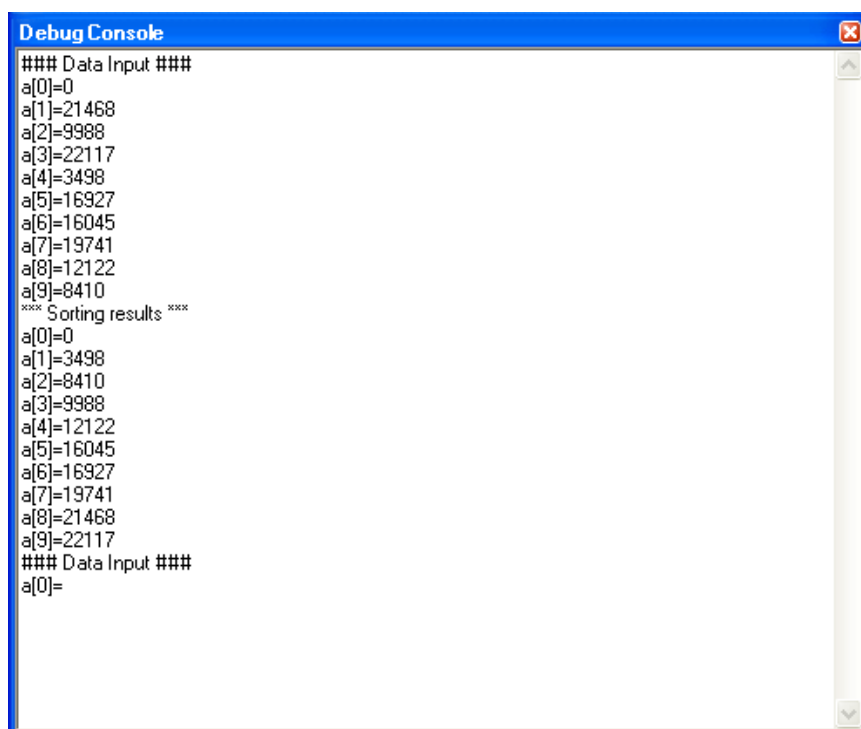 Debug Console
### Data Input ###
a[0]=0
a[1]=21468
a[2]=9988
a[3]=22117
a[4]=3498
a[5]=16927
a[6]=16045
a[7]=19741
a[8]=12122
a[9]=8410
*** Sorting results ***
a[0]=0
a[1]=3498
a[2]=8410
a[3]=9988
a[4]=12122
a[5]=16045
a[6]=16927
a[7]=19741
a[8]=21468
a[9]=22117
### Data Input ###
a[0]=